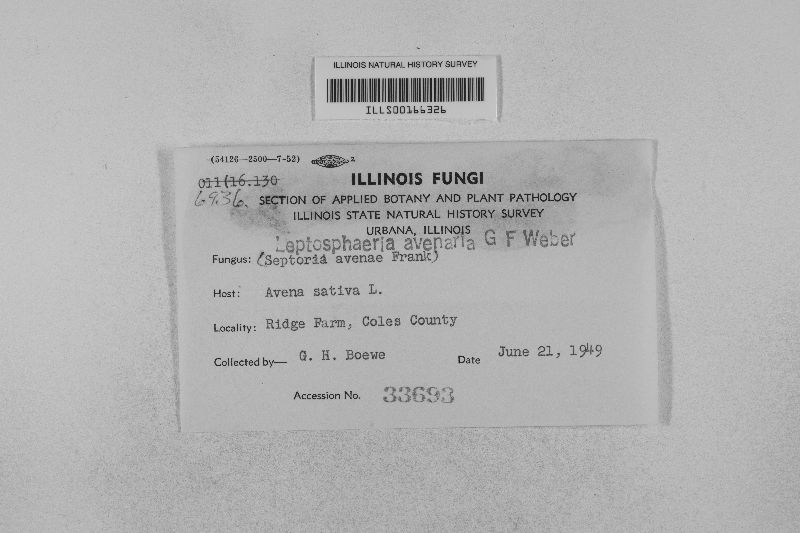 ILLINOIS NATURAL HISTORY SURVEY
ILLS00166326
(54126—2500—7-52) 2
011(16.130
6936. ILLINOIS FUNGI
SECTION OF APPLIED BOTANY AND PLANT PATHOLOGY
ILLINOIS STATE NATURAL HISTORY SURVEY
URBANA, ILLINOIS
Leptosphaeria avenaria G F Weber
Fungus: (Septoria avenae Frank)
Host: Avena sativa L.
Locality: Ridge Farm, Coles County
Collected by— G. H. Boewe Date June 21, 1949
Accession No. 33693